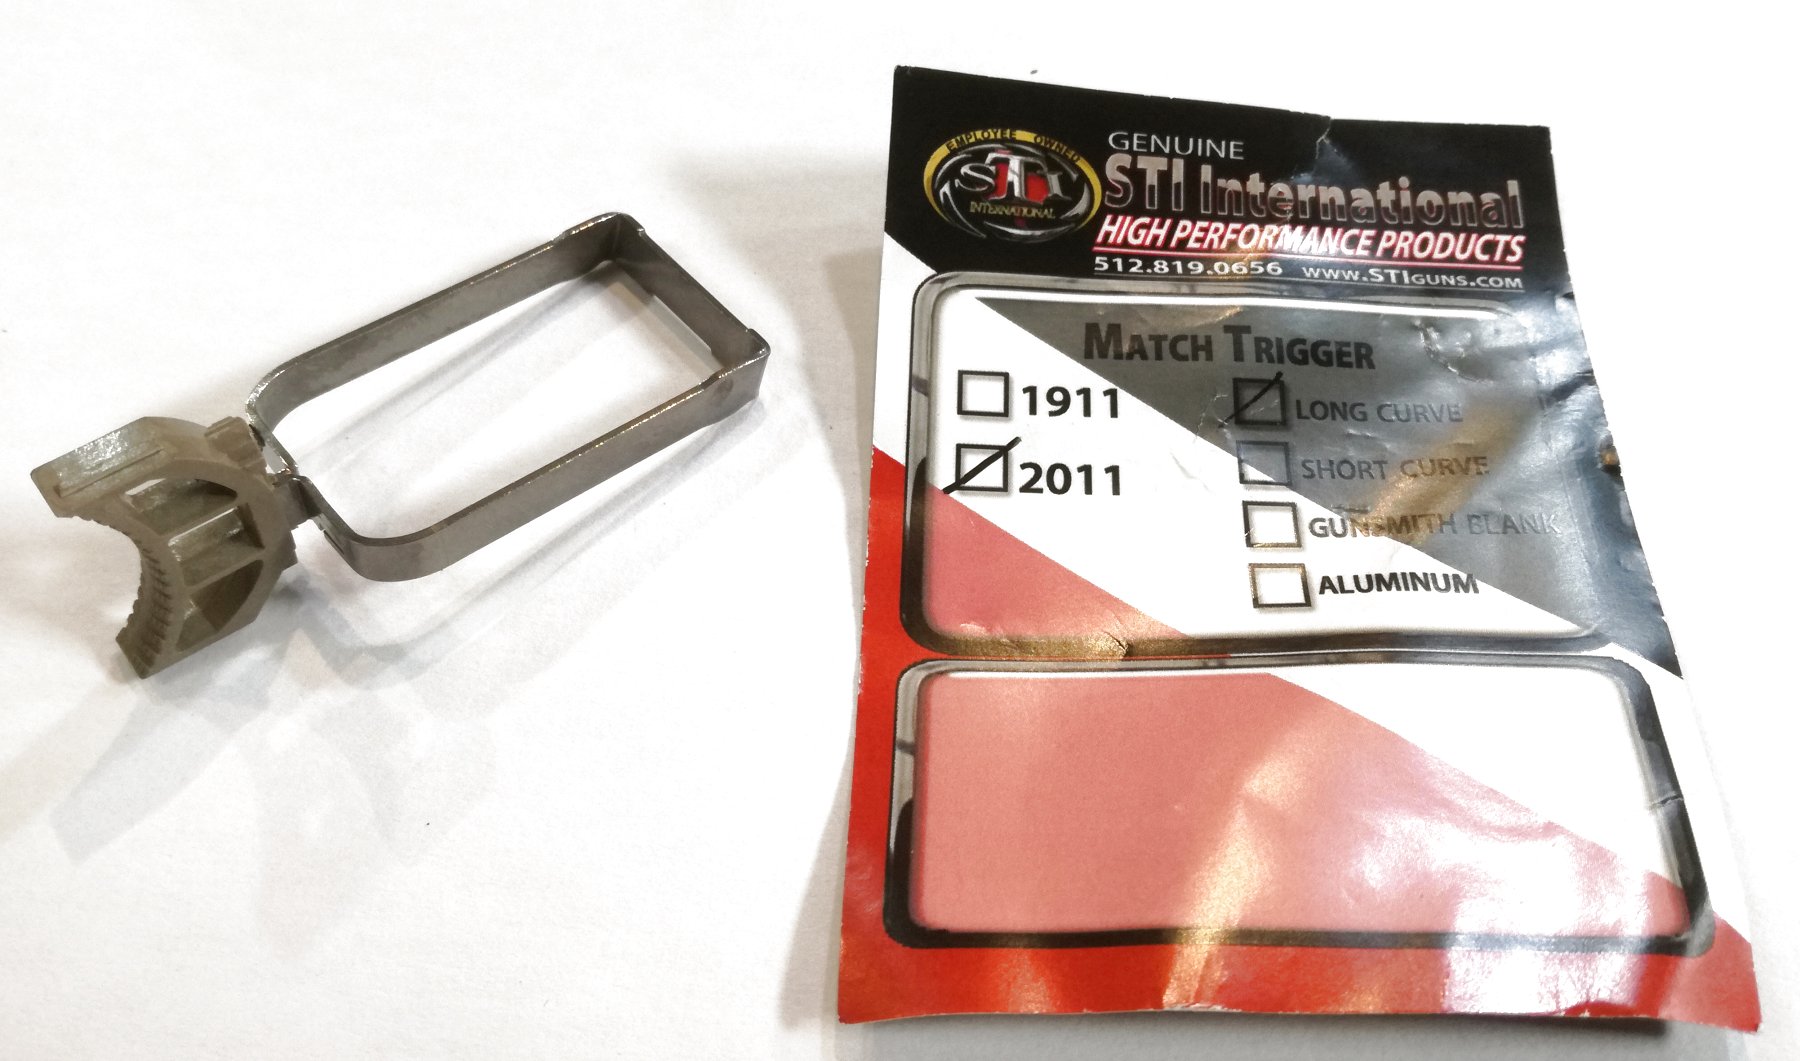 EMPLOYEE OWNED
STI
INTERNATIONAL
GENUINE
STI International
HIGH PERFORMANCE PRODUCTS
512.819.0656 www.STIguns.com
Match Trigger
1911
2011
LONG CURVE
SHORT CURVE
GUNSMITH BLANK
ALUMINUM